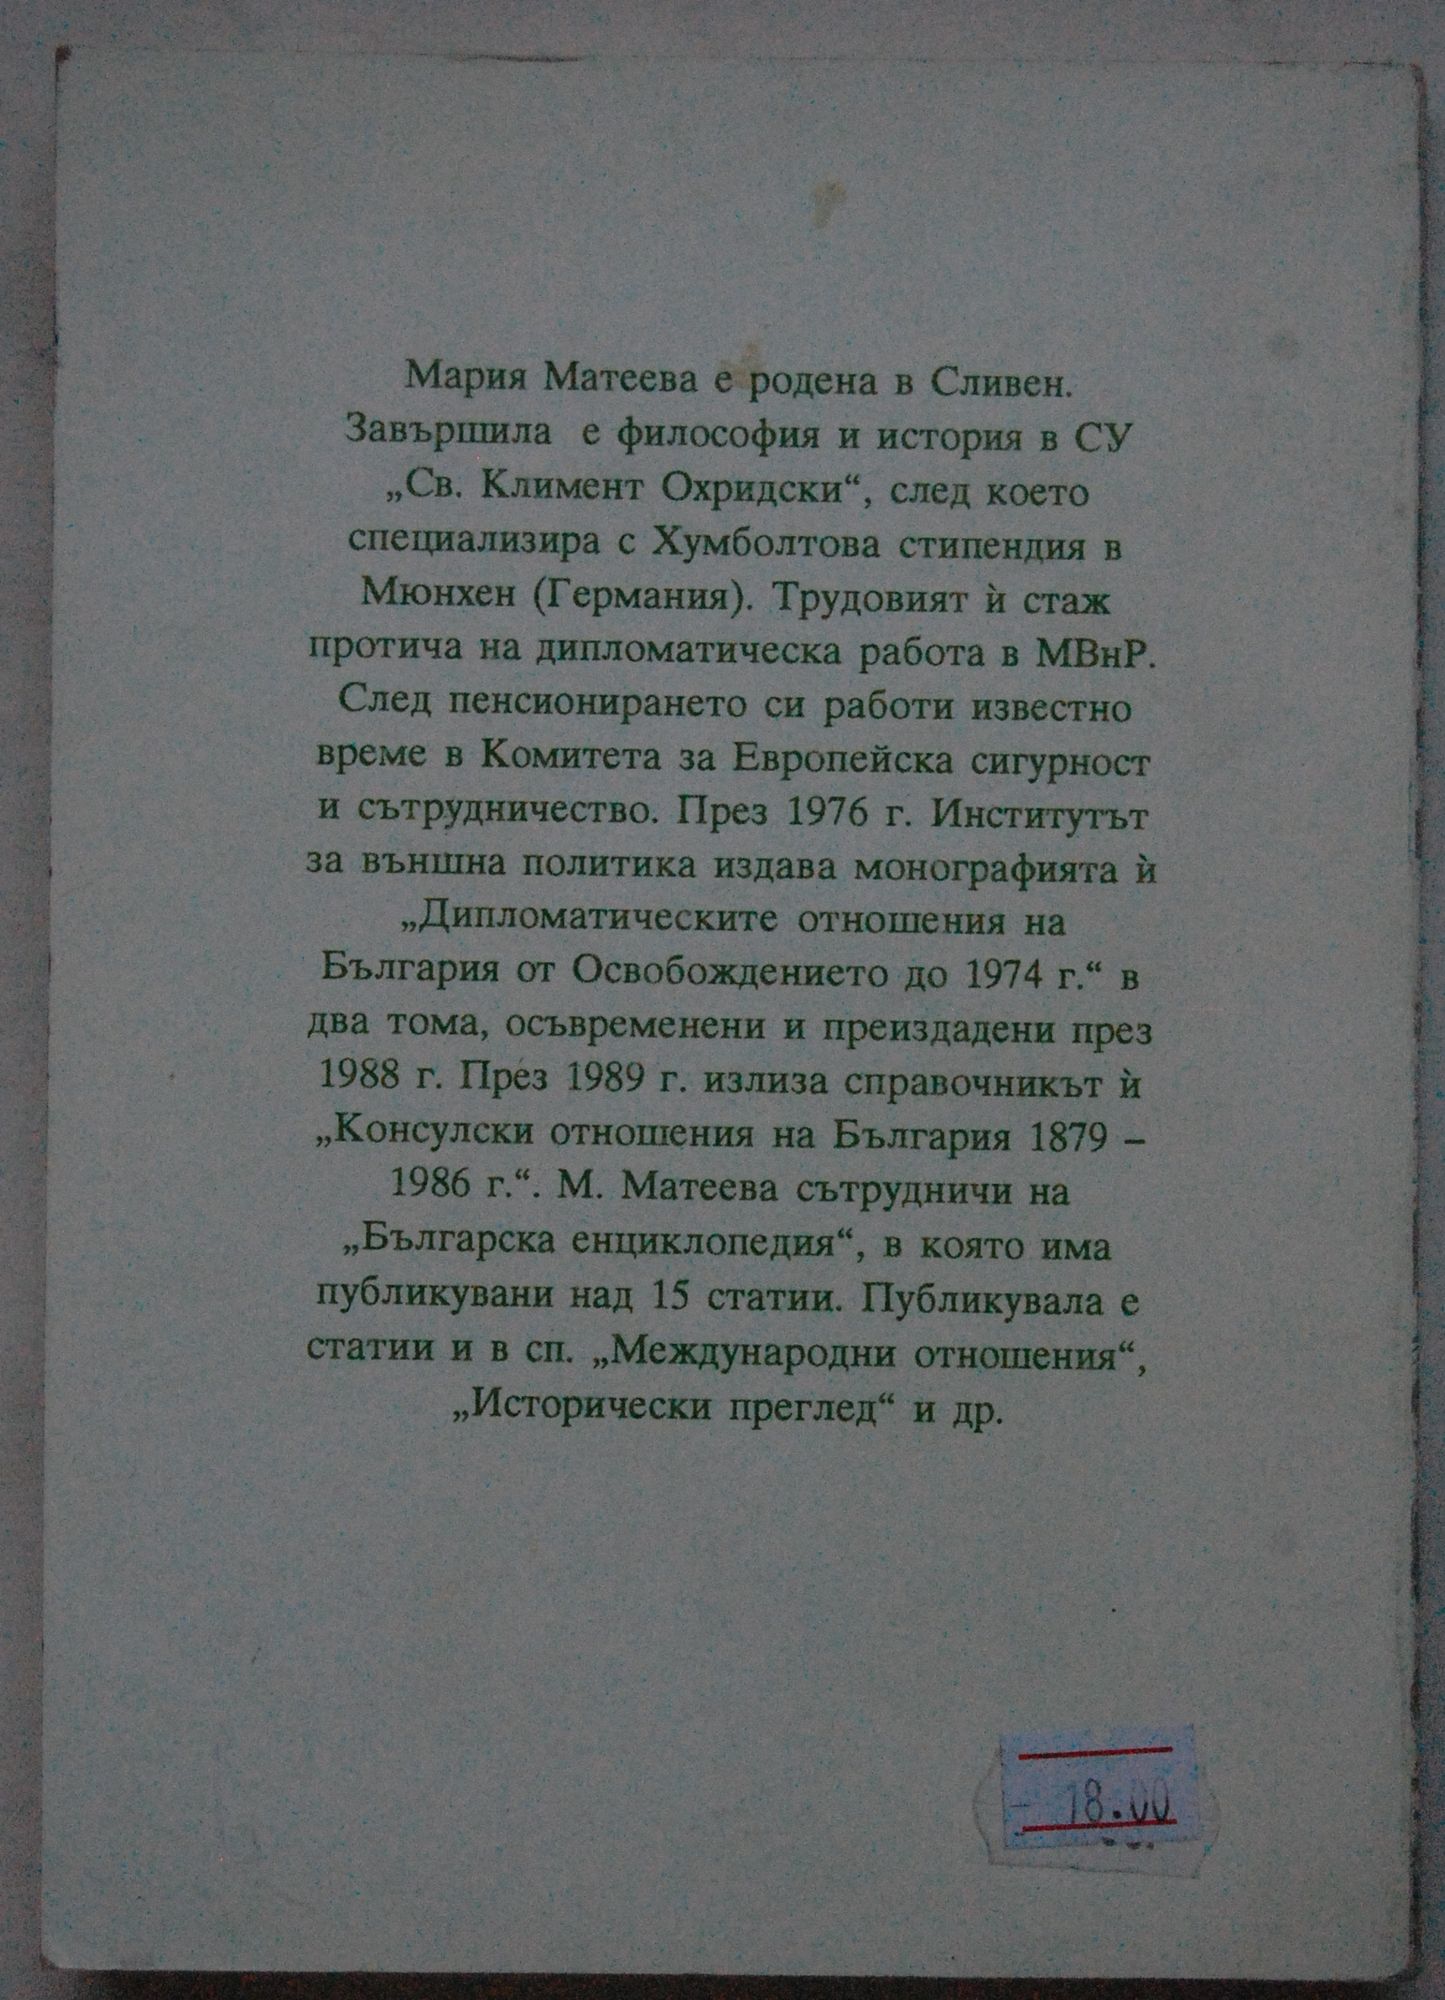 Мария Матеева е родена в Сливен.
Завършила е философия и история в СУ
„Св. Климент Охридски“, след което
специализира с Хумболтова стипендия в
Мюнхен (Германия). Трудовият ѝ стаж
протича на дипломатическа работа в МВнР.
След пенсионирането си работи известно
време в Комитета за Европейска сигурност
и сътрудничество. През 1976 г. Институтът
за външна политика издава монографията ѝ
„Дипломатическите отношения на
България от Освобождението до 1974 г.“ в
два тома, осъвременени и преиздадени през
1988 г. През 1989 г. излиза справочникът ѝ
„Консулски отношения на България 1879 –
1986 г.“. М. Матеева сътрудничи на
„Българска енциклопедия“, в която има
публикувани над 15 статии. Публикувала е
статии и в сп. „Международни отношения“,
„Исторически преглед“ и др.
18.00